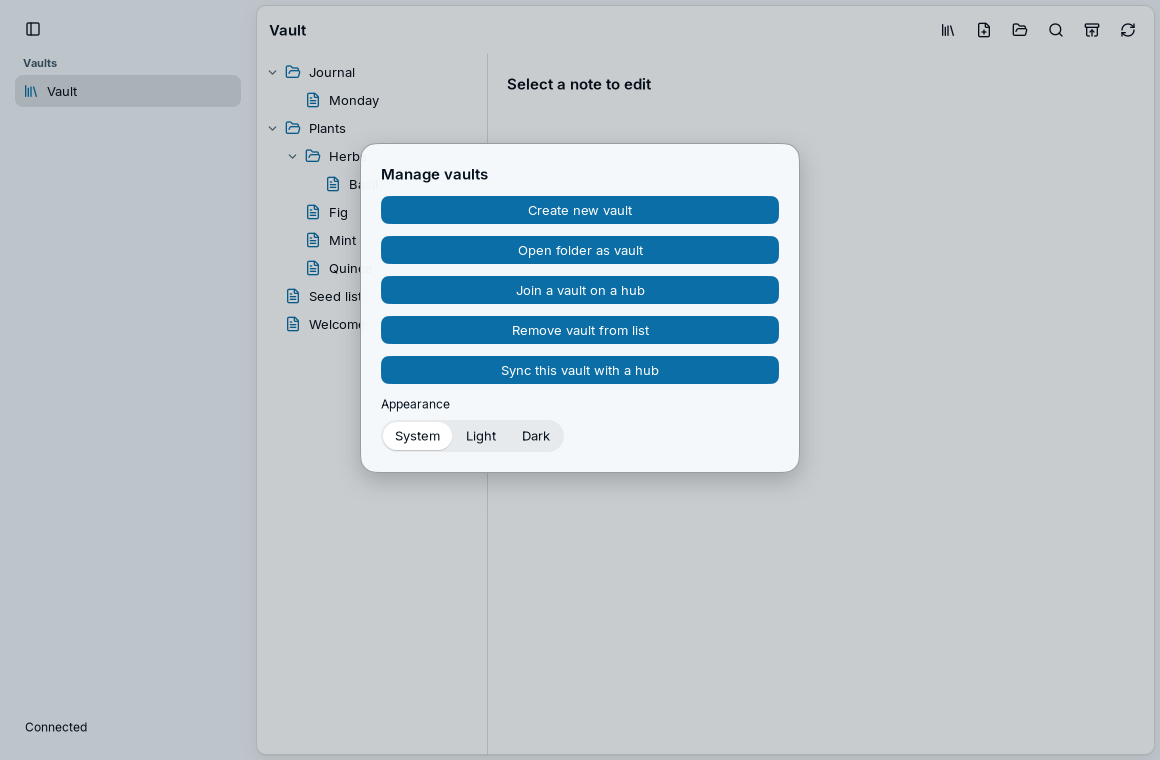 Vault
Vaults
Vault
Journal
Monday
Plants
Fig
Mint
Seed list
Welcome
Select a note to edit
Manage vaults
Create new vault
Open folder as vault
Join a vault on a hub
Remove vault from list
Sync this vault with a hub
Appearance
System Light Dark
Connected